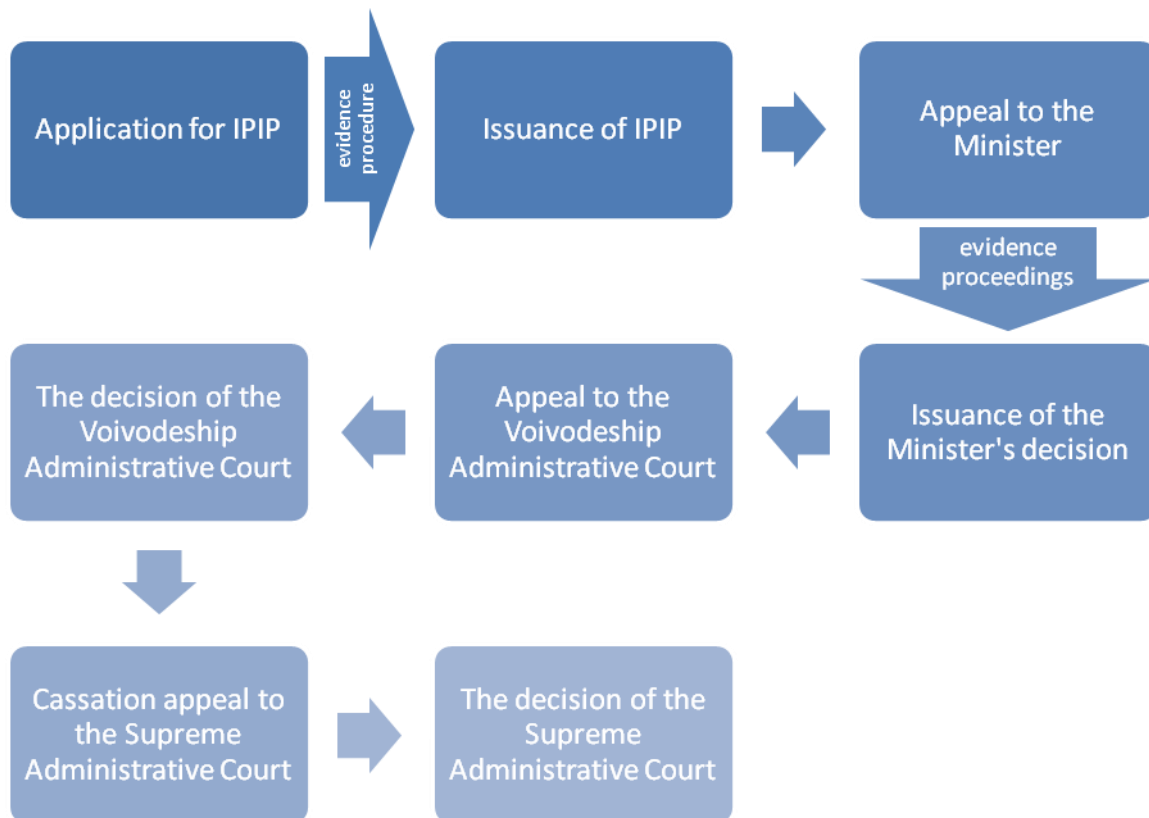 Application for IPIP
evidence
procedure
Issuance of IPIP
Appeal to the
Minister
evidence
proceedings
Issuance of the
Minister's decision
Appeal to the
Voivodeship
Administrative Court
The decision of the
Voivodeship
Administrative Court
Cassation appeal to
the Supreme
Administrative Court
The decision of the
Supreme
Administrative Court